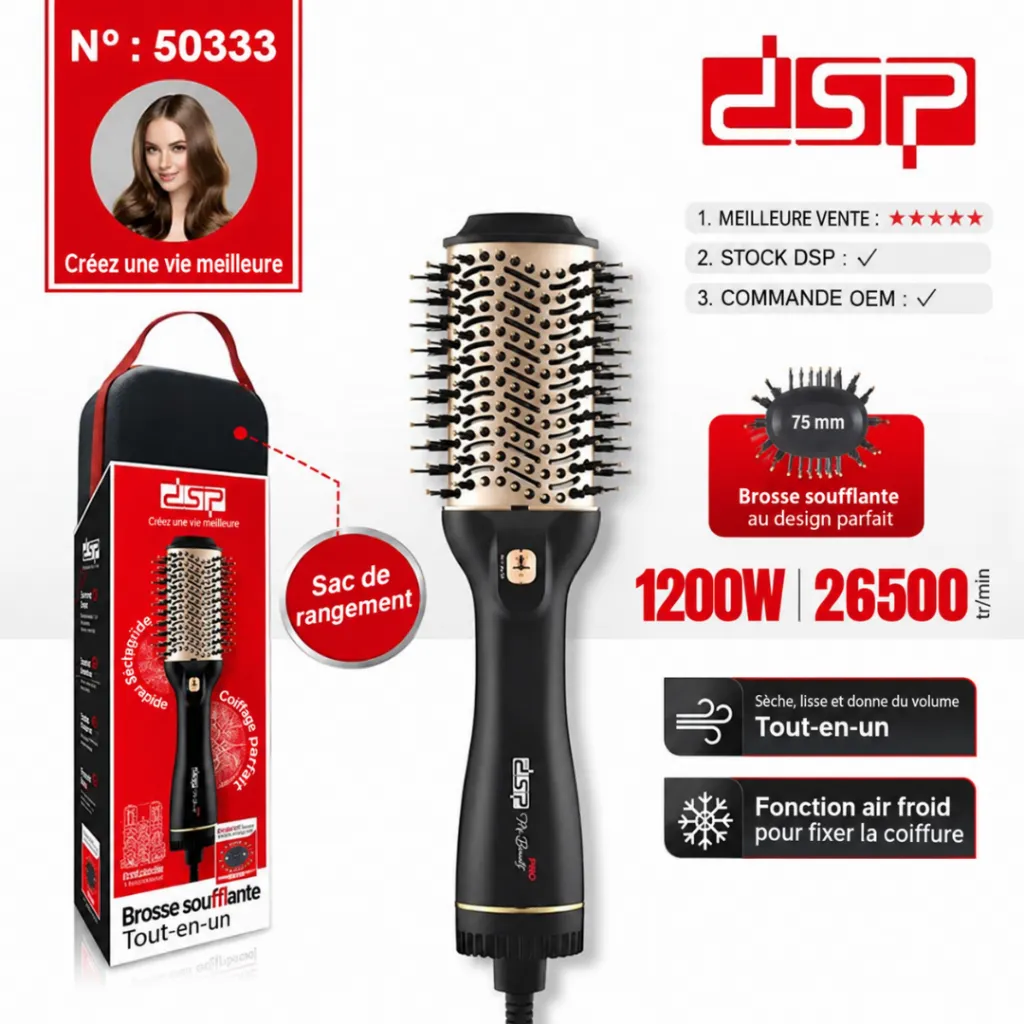 Nº : 50333
Créez une vie meilleure
dsp
1. MEILLEURE VENTE : ★★★★★
2. STOCK DSP : ✓
3. COMMANDE OEM : ✓
75 mm
Brosse soufflante
au design parfait
1200W | 26500 tr/min
Sèche, lisse et donne du volume
Tout-en-un
Fonction air froid
pour fixer la coiffure
Sac de
rangement
dsp
Créez une vie meilleure
dsp
rapide
Coiffage parfait
Brosse soufflante
Tout-en-un
dsp
PRO